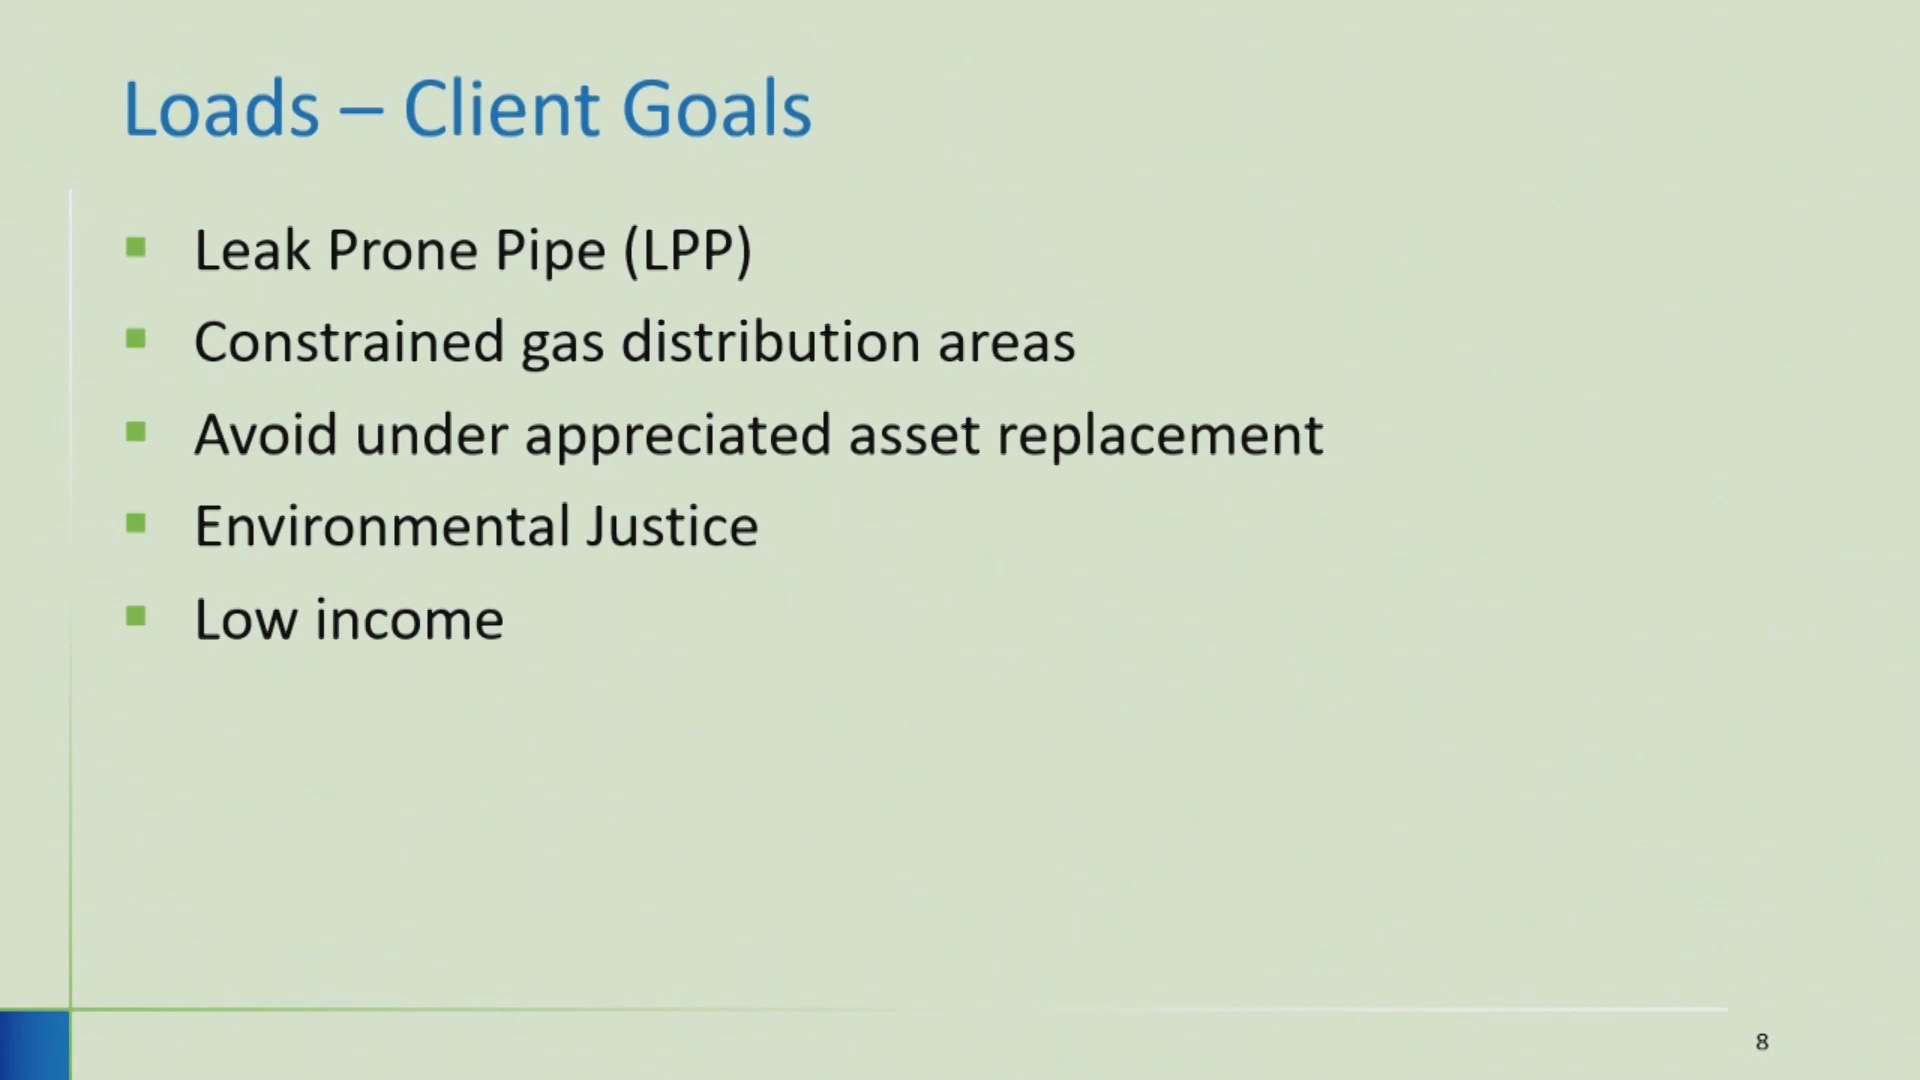 Loads – Client Goals
Leak Prone Pipe (LPP)
Constrained gas distribution areas
Avoid under appreciated asset replacement
Environmental Justice
Low income
8